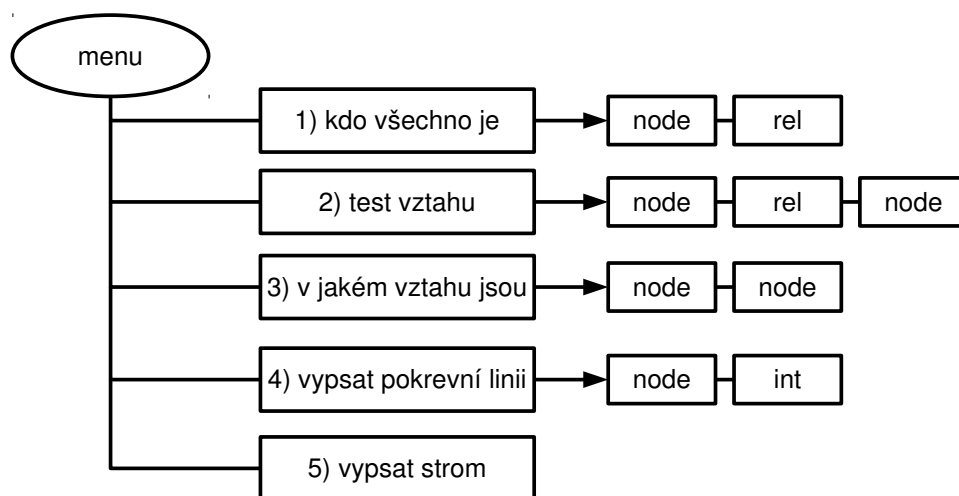 menu
1) kdo všechno je node rel
2) test vztahu node rel node
3) v jakém vztahu jsou node node
4) vypsat pokrevní linii node int
5) vypsat strom